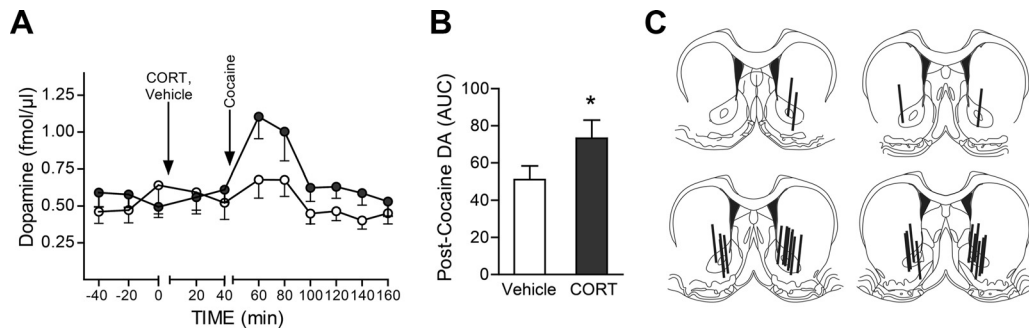 A
CORT,
Vehicle
Cocaine
Dopamine (fmol/µl)
1.25
1.00
0.75
0.50
0.25
-40 -20 0 20 40 60 80 100 120 140 160
TIME (min)
B
Post-Cocaine DA (AUC)
100
80
60
40
20
0
*
Vehicle CORT
C